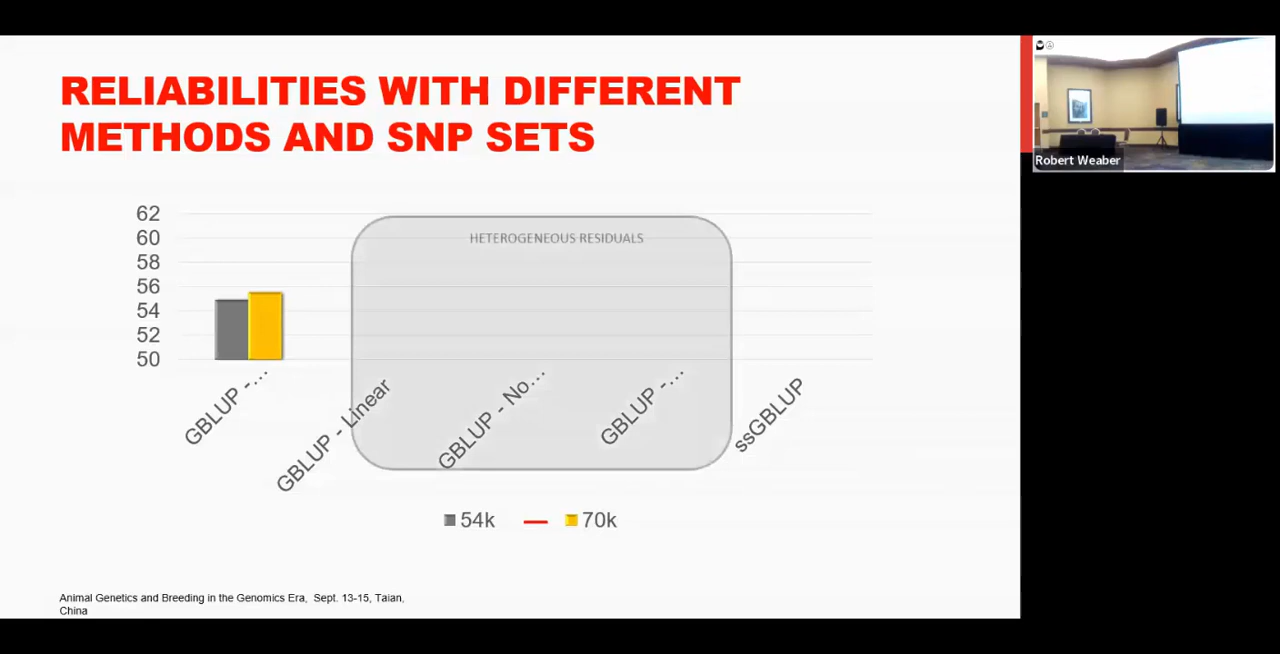 RELIABILITIES WITH DIFFERENT
METHODS AND SNP SETS
Robert Weaber
62
60
58
56
54
52
50
HETEROGENEOUS RESIDUALS
GBLUP -...
GBLUP - Linear
GBLUP - No...
GBLUP -...
ssGBLUP
54k
70k
Animal Genetics and Breeding in the Genomics Era, Sept. 13-15, Taian,
China